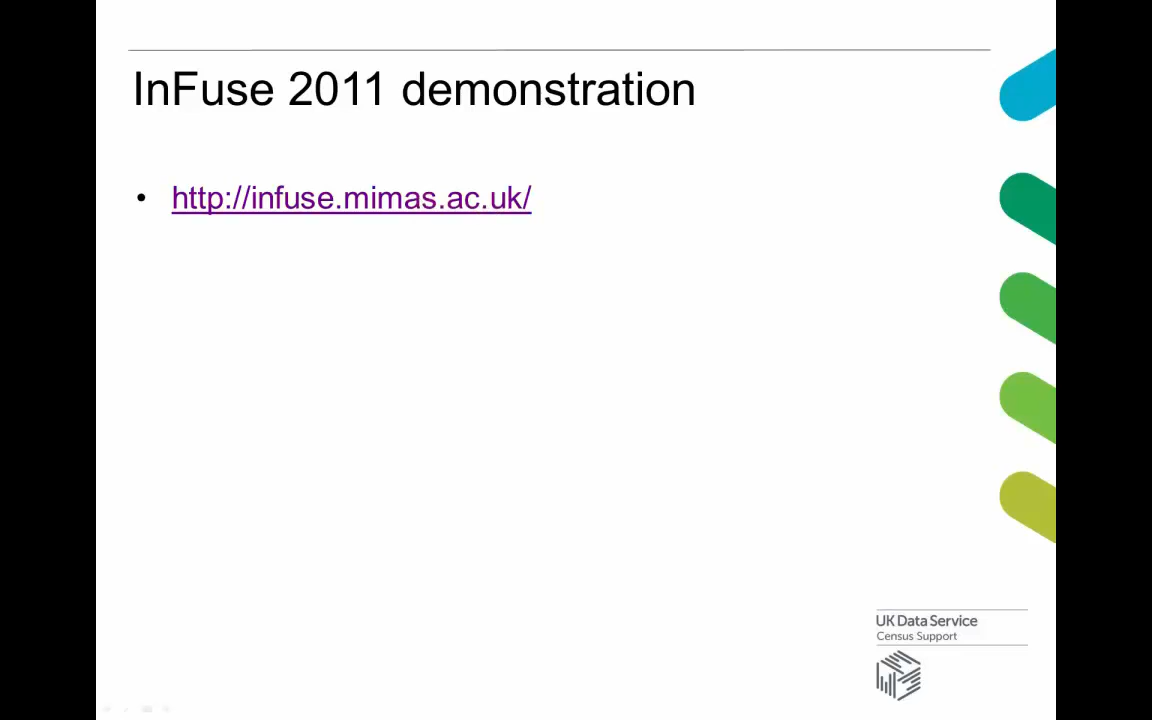 InFuse 2011 demonstration
• http://infuse.mimas.ac.uk/
UK Data Service
Census Support